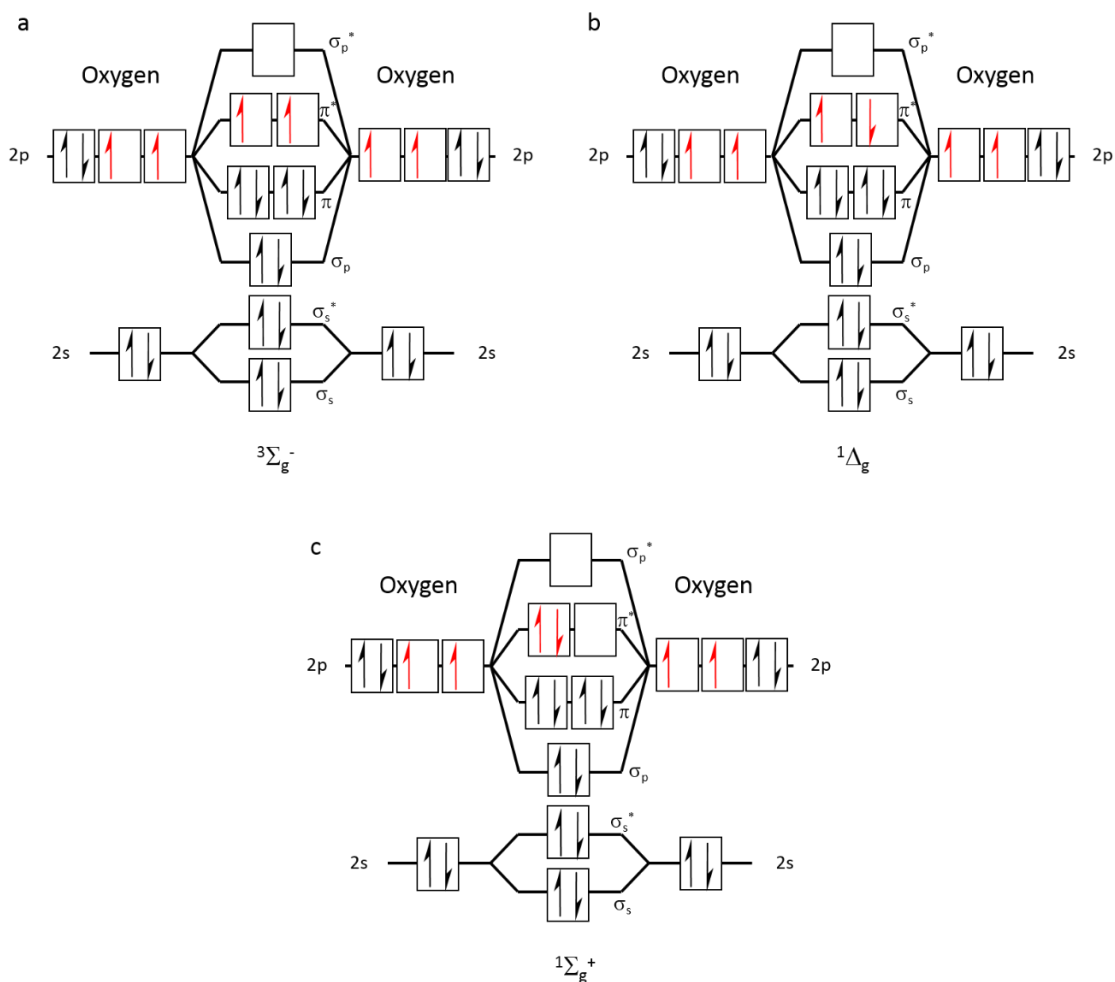 a
σp*
Oxygen
Oxygen
π*
2p
2p
π
σp
σs*
2s
2s
σs
³Σg⁻
b
σp*
Oxygen
Oxygen
π*
2p
2p
π
σp
σs*
2s
2s
σs
¹Δg
c
σp*
Oxygen
Oxygen
π*
2p
2p
π
σp
σs*
2s
2s
σs
¹Σg⁺